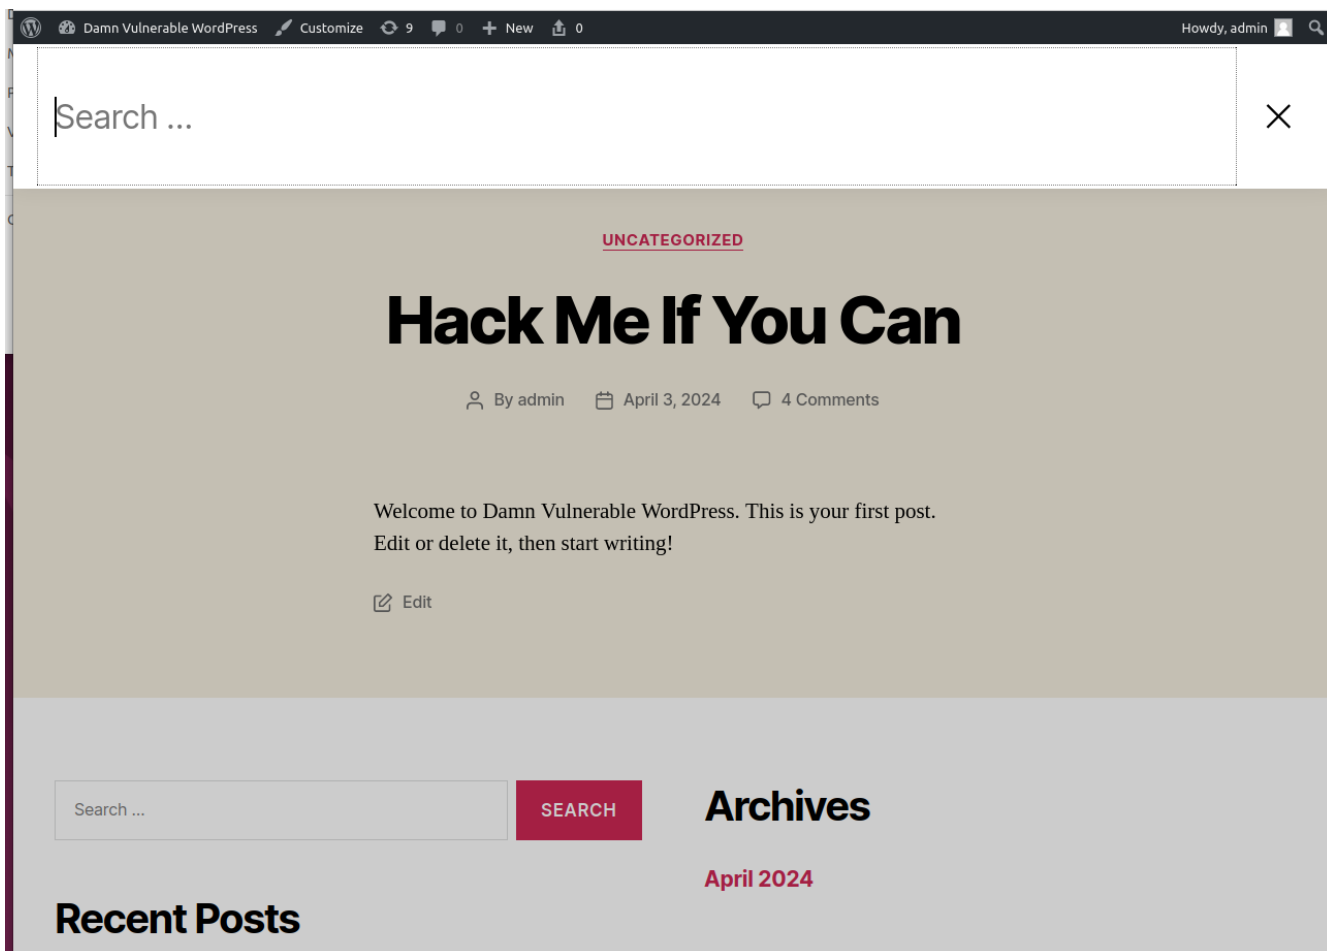 Damn Vulnerable WordPress Customize 9 0 New 0 Howdy, admin
Search ...
UNCATEGORIZED
Hack Me If You Can
By admin April 3, 2024 4 Comments
Welcome to Damn Vulnerable WordPress. This is your first post.
Edit or delete it, then start writing!
Edit
Search ...
SEARCH
Archives
April 2024
Recent Posts